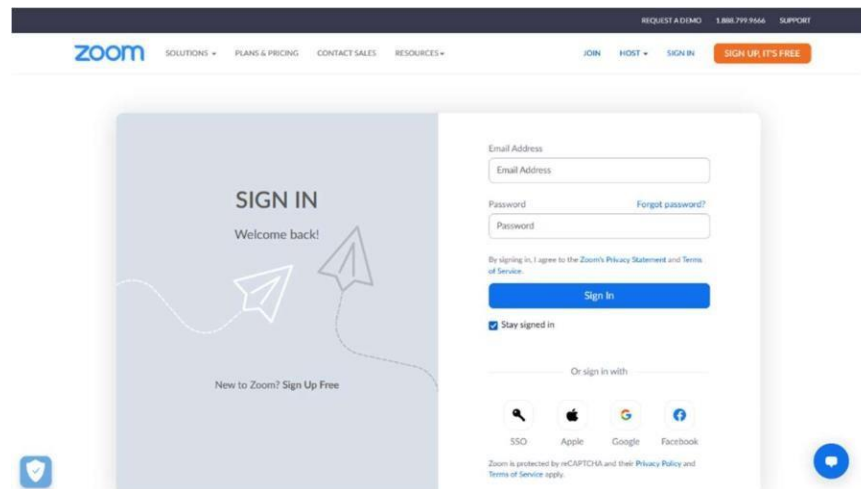 REQUEST A DEMO 1.888.799.9666 SUPPORT
zoom SOLUTIONS PLANS & PRICING CONTACT SALES RESOURCES JOIN HOST SIGN IN SIGN UP, IT'S FREE
SIGN IN
Welcome back!
New to Zoom? Sign Up Free
Email Address
Email Address
Password Forgot password?
Password
By signing in, I agree to the Zoom's Privacy Statement and Terms
of Service.
Sign In
Stay signed in
Or sign in with
SSO Apple Google Facebook
Zoom is protected by reCAPTCHA and their Privacy Policy and
Terms of Service apply.